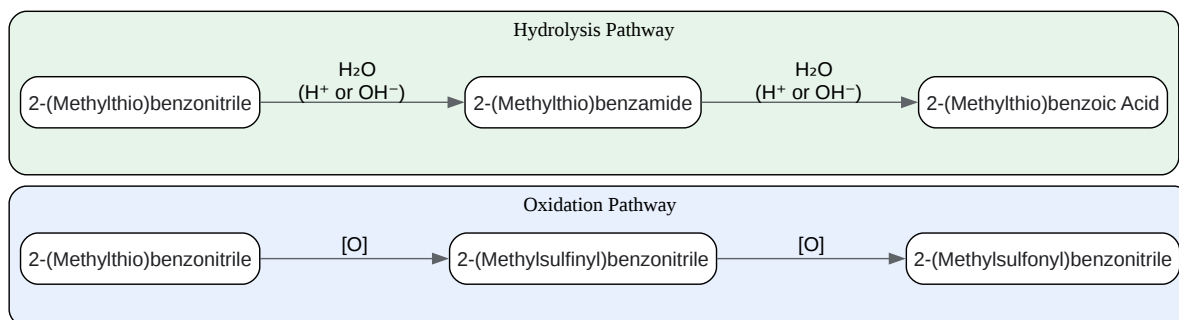 Hydrolysis Pathway
H₂O
(H⁺ or OH⁻)
H₂O
(H⁺ or OH⁻)
2-(Methylthio)benzonitrile
2-(Methylthio)benzamide
2-(Methylthio)benzoic Acid
Oxidation Pathway
[O]
[O]
2-(Methylthio)benzonitrile
2-(Methylsulfinyl)benzonitrile
2-(Methylsulfonyl)benzonitrile